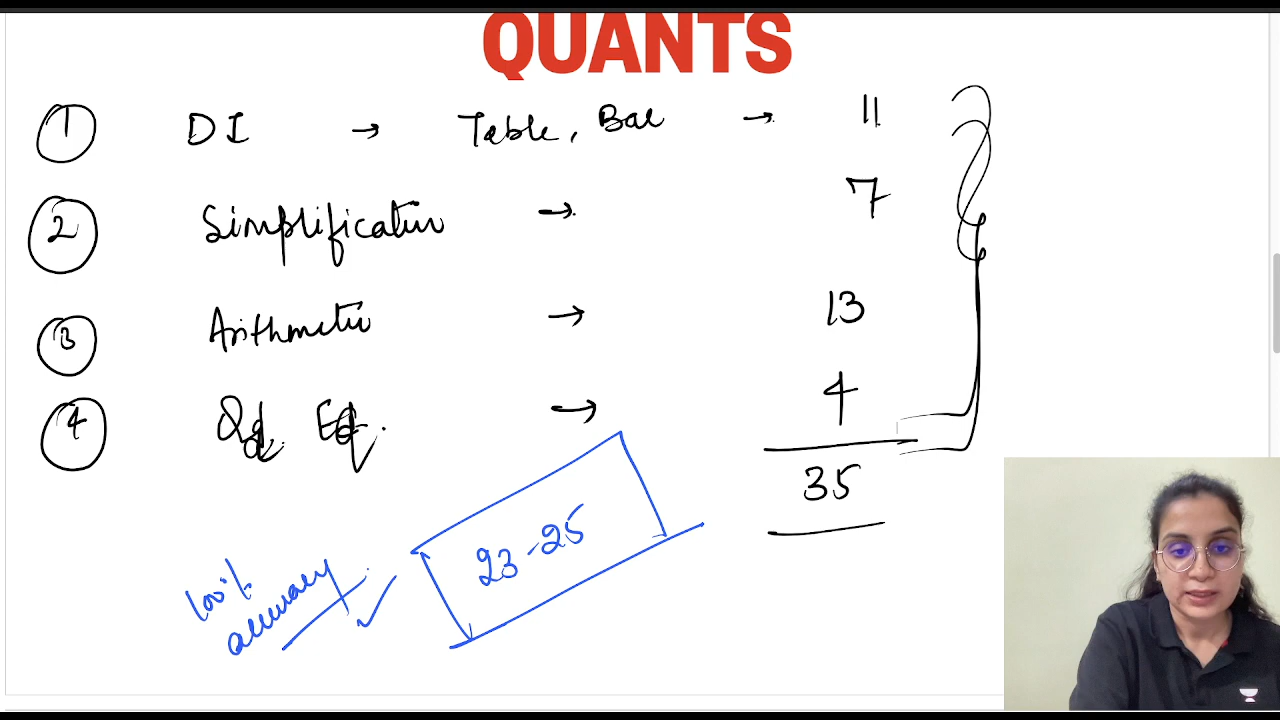 QUANTS
1 DI → Table, Bar → 11
2 Simplification → 7
3 Arithmetic → 13
4 Qd. Eq. → 4
35
23-25
100%
accuracy